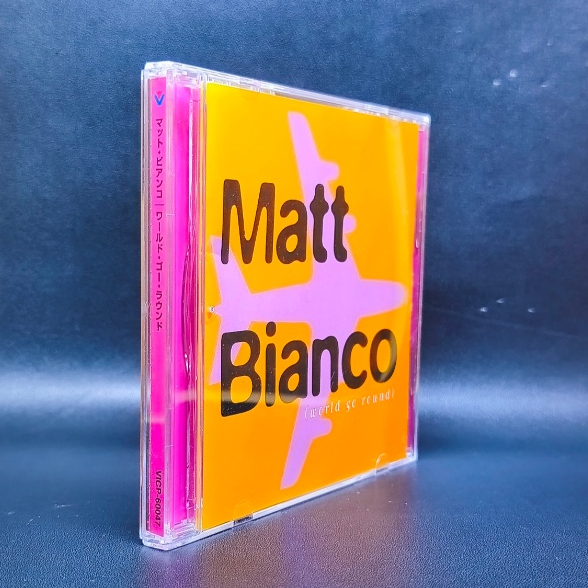 マット・ビアンコ｜ワールド・ゴー・ラウンド
VICP-60047
Matt
Bianco
(world go round)